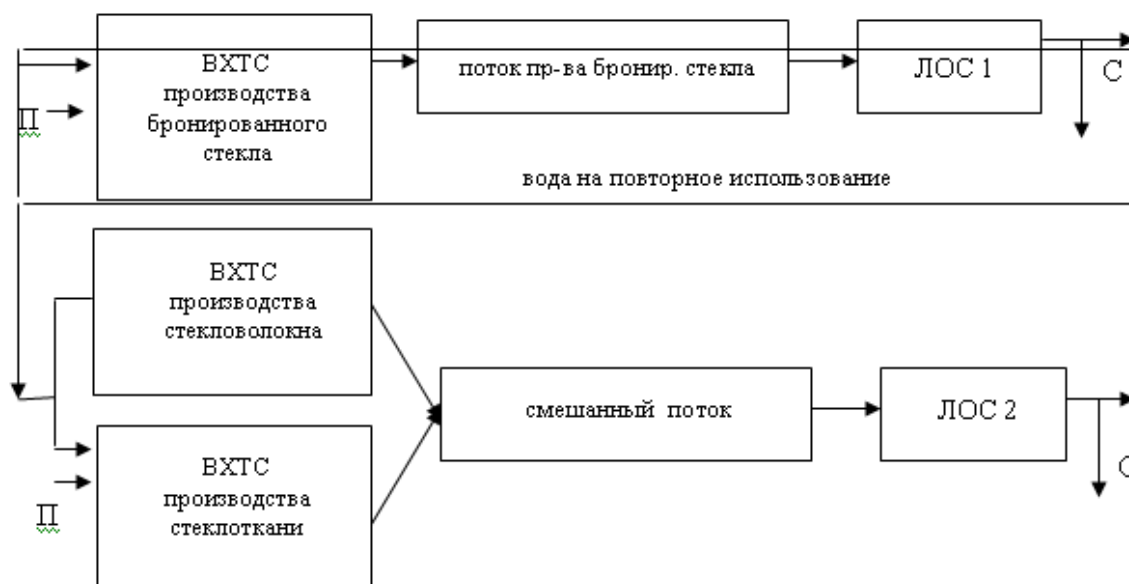 ВХТС
производства
бронированного
стекла
П
поток пр-ва бронир. стекла
ЛОС 1
С
вода на повторное использование
ВХТС
производства
стекловолокна
смешанный поток
ЛОС 2
ВХТС
производства
стеклоткани
П